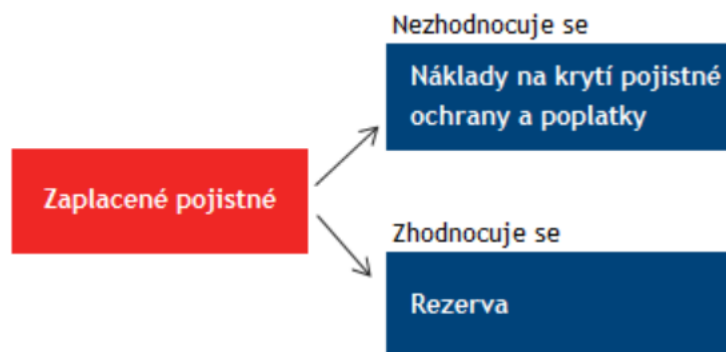 Nezhodnocuje se
Náklady na krytí pojistné
ochrany a poplatky
Zaplacené pojistné
Zhodnocuje se
Rezerva